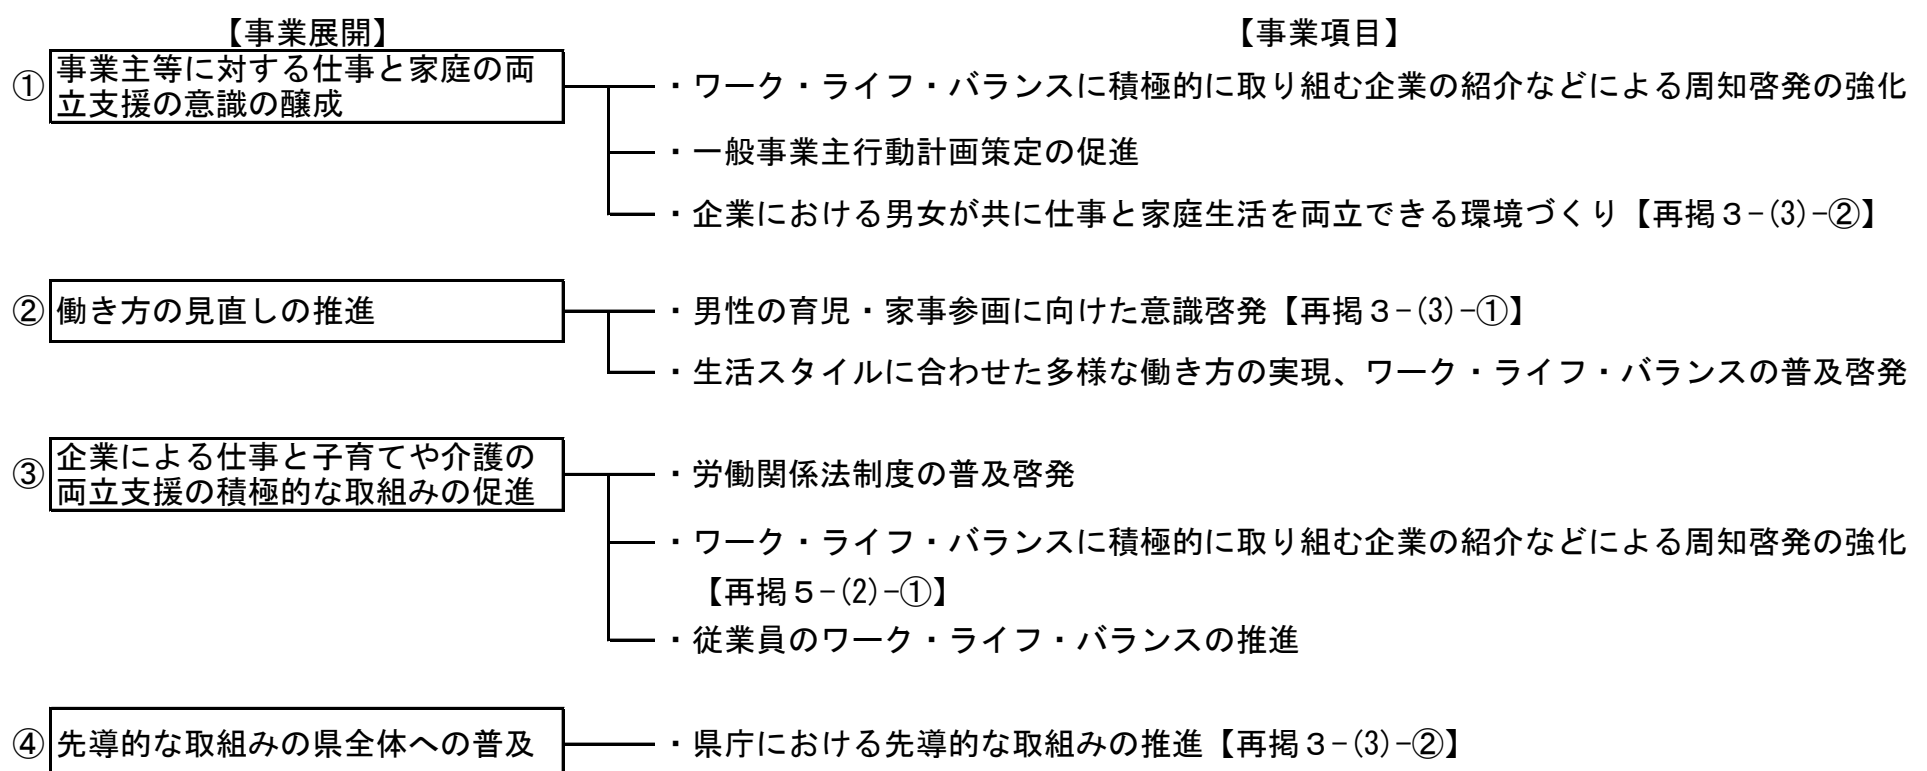 【事業展開】
【事業項目】
① 事業主等に対する仕事と家庭の両
立支援の意識の醸成
・ワーク・ライフ・バランスに積極的に取り組む企業の紹介などによる周知啓発の強化
・一般事業主行動計画策定の促進
・企業における男女が共に仕事と家庭生活を両立できる環境づくり【再掲３-(3)-②】
② 働き方の見直しの推進
・男性の育児・家事参画に向けた意識啓発【再掲３-(3)-①】
・生活スタイルに合わせた多様な働き方の実現、ワーク・ライフ・バランスの普及啓発
③ 企業による仕事と子育てや介護の
両立支援の積極的な取組みの促進
・労働関係法制度の普及啓発
・ワーク・ライフ・バランスに積極的に取り組む企業の紹介などによる周知啓発の強化
【再掲５-(2)-①】
・従業員のワーク・ライフ・バランスの推進
④ 先導的な取組みの県全体への普及
・県庁における先導的な取組みの推進【再掲３-(3)-②】